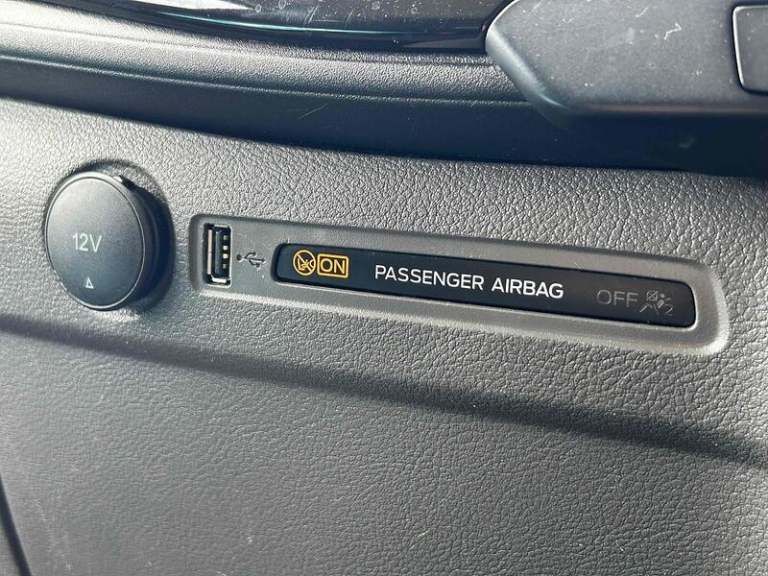 12V
ON PASSENGER AIRBAG OFF